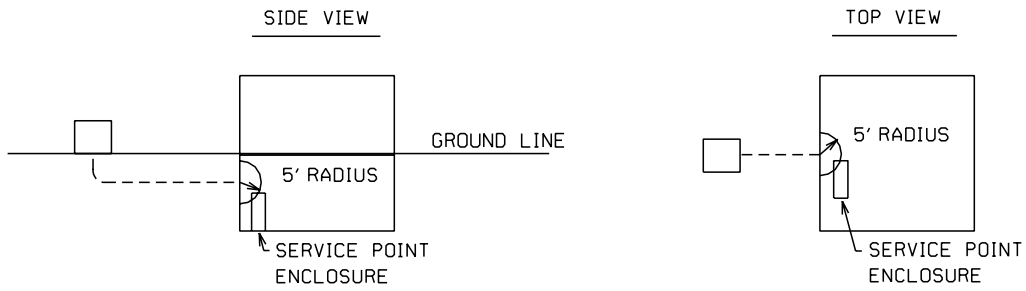 SIDE VIEW
GROUND LINE
5' RADIUS
SERVICE POINT
ENCLOSURE
TOP VIEW
5' RADIUS
SERVICE POINT
ENCLOSURE